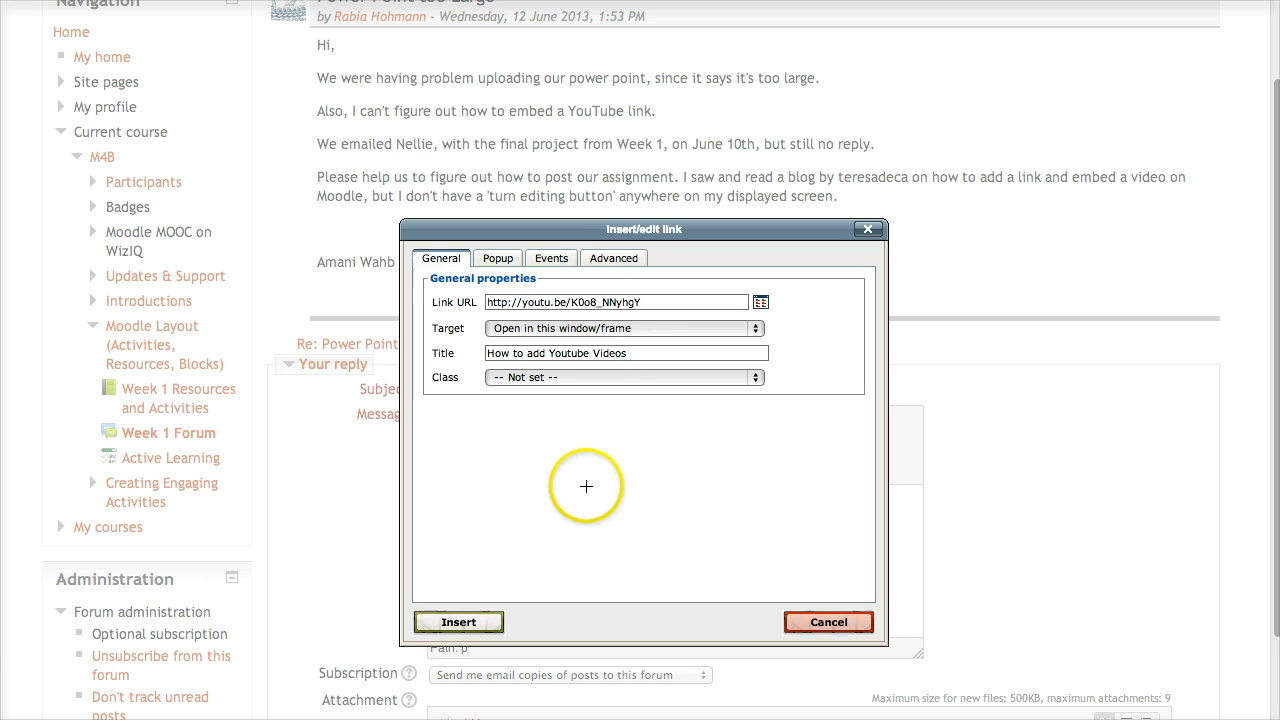 Navigation
Home
My home
Site pages
My profile
Current course
M4B
Participants
Badges
Moodle MOOC on
WizIQ
Updates & Support
Introductions
Moodle Layout
(Activities,
Resources, Blocks)
Week 1 Resources
and Activities
Week 1 Forum
Active Learning
Creating Engaging
Activities
My courses
Administration
Forum administration
Optional subscription
Unsubscribe from this
forum
Don't track unread
posts
Power Point too Large
by Rabia Hohmann - Wednesday, 12 June 2013, 1:53 PM
Hi,
We were having problem uploading our power point, since it says it's too large.
Also, I can't figure out how to embed a YouTube link.
We emailed Nellie, with the final project from Week 1, on June 10th, but still no reply.
Please help us to figure out how to post our assignment. I saw and read a blog by teresadeca on how to add a link and embed a video on
Moodle, but I don't have a 'turn editing button' anywhere on my displayed screen.
Amani Wahb
Re: Power Point
Your reply
Subjec
Messag
Insert/edit link
General Popup Events Advanced
General properties
Link URL http://youtu.be/K0o8_NNyhgY
Target Open in this window/frame
Title How to add Youtube Videos
Class -- Not set --
Insert Cancel
Path: p
Subscription Send me email copies of posts to this forum
Attachment Maximum size for new files: 500KB, maximum attachments: 9